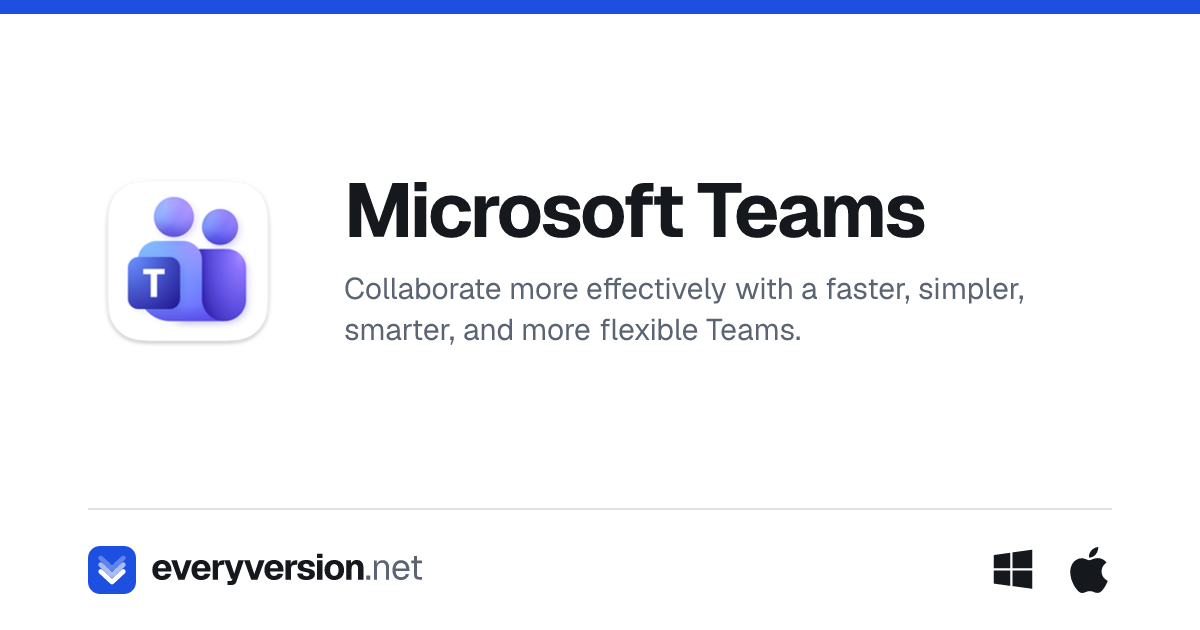 Microsoft Teams
Collaborate more effectively with a faster, simpler,
smarter, and more flexible Teams.
T
everyversion.net